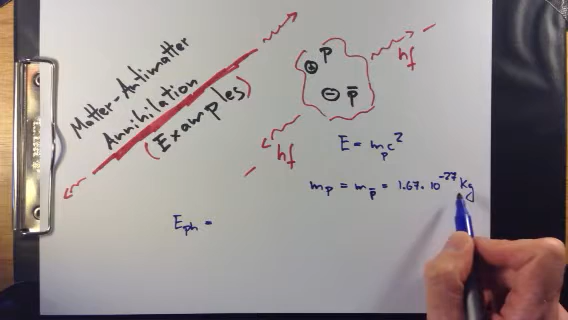 Matter-Antimatter
Annihilation
(Examples)
p
p̄
hf
hf
E = m_p c²
m_p = m_p̄ = 1.67·10⁻²⁷ kg
E_ph =